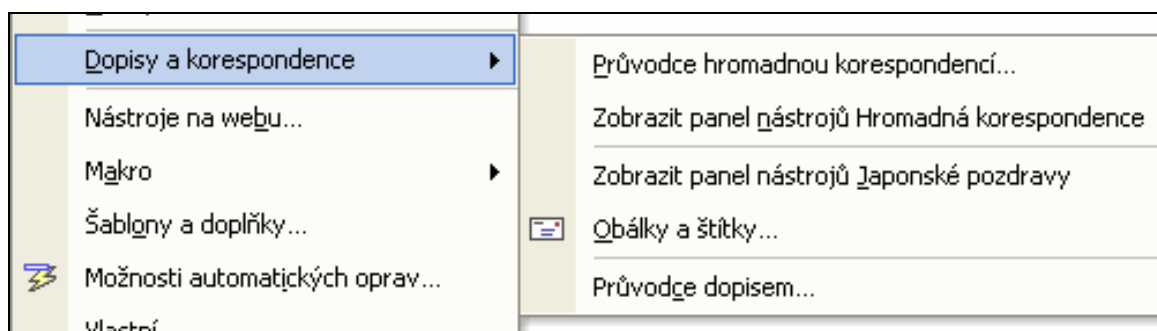 Dopisy a korespondence
Nástroje na webu...
Makro
Šablony a doplňky...
Možnosti automatických oprav...
Průvodce hromadnou korespondencí...
Zobrazit panel nástrojů Hromadná korespondence
Zobrazit panel nástrojů Japonské pozdravy
Obálky a štítky...
Průvodce dopisem...